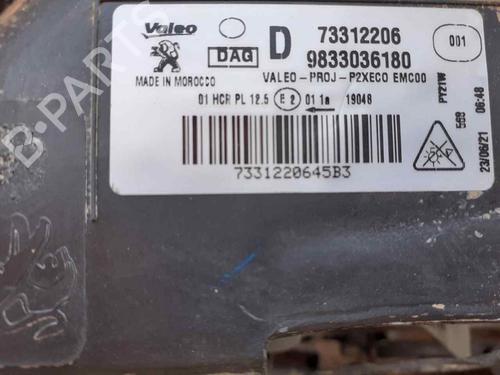 Valeo
D
73312206
001
DAG
9833036180
MADE IN MOROCCO
VALEO-PROJ-P2XECO EMC00
01 HCR PL 12.5 E2 01 1a 19048
PY21W
7331220645B3
568
23/06/21 06:48
B-PARTS